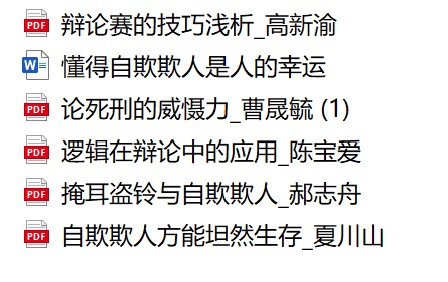 PDF 辩论赛的技巧浅析_高新渝
W 懂得自欺欺人是人的幸运
PDF 论死刑的威慑力_曹晟毓 (1)
PDF 逻辑在辩论中的应用_陈宝爱
PDF 掩耳盗铃与自欺欺人_郝志舟
PDF 自欺欺人方能坦然生存_夏川山